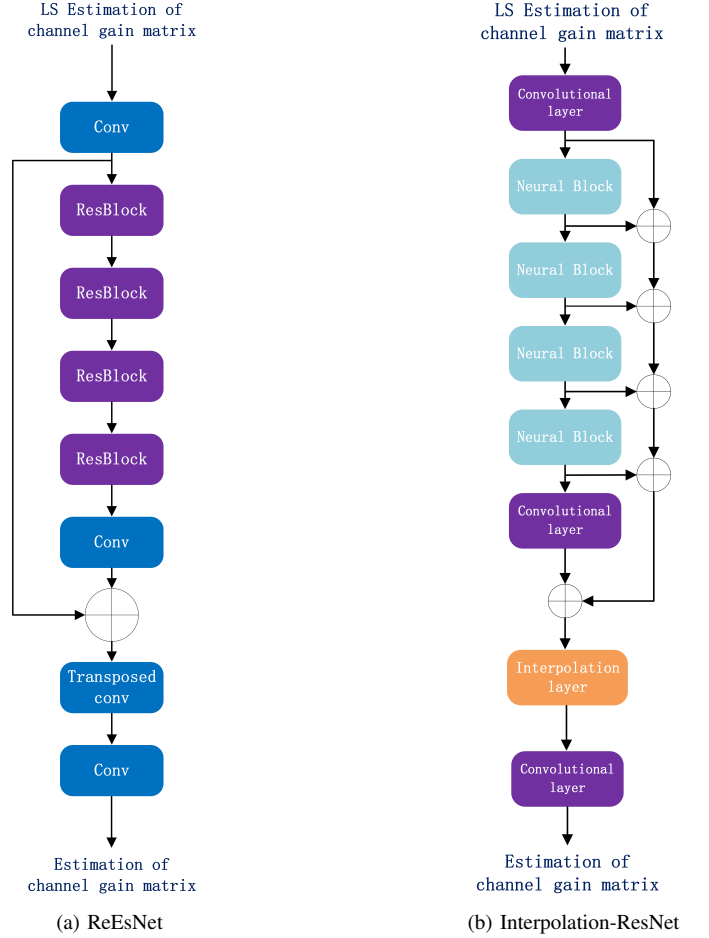 LS Estimation of
channel gain matrix
Conv
ResBlock
ResBlock
ResBlock
ResBlock
Conv
Transposed
conv
Conv
Estimation of
channel gain matrix
(a) ReEsNet
LS Estimation of
channel gain matrix
Convolutional
layer
Neural Block
Neural Block
Neural Block
Neural Block
Convolutional
layer
Interpolation
layer
Convolutional
layer
Estimation of
channel gain matrix
(b) Interpolation-ResNet